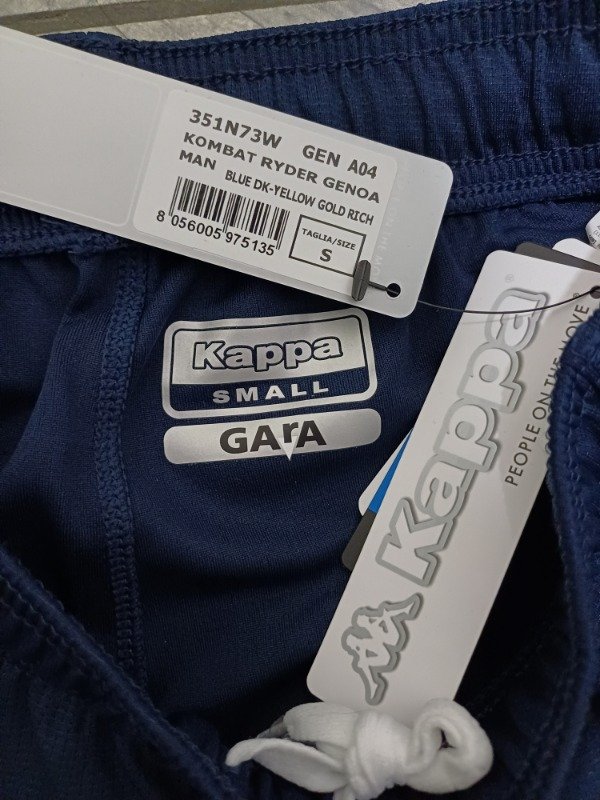 351N73W GEN A04
KOMBAT RYDER GENOA
MAN BLUE DK-YELLOW GOLD RICH
8 056005 975135
TAGLIA/SIZE
S
Kappa
SMALL
GArA
Kappa®
PEOPLE ON THE MOVE